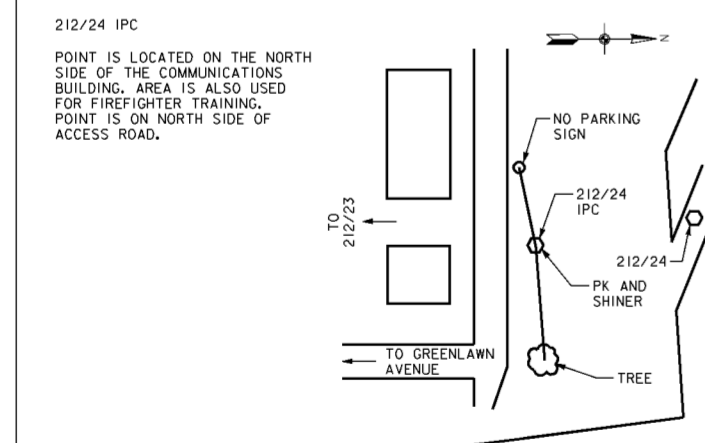 212/24 IPC
POINT IS LOCATED ON THE NORTH
SIDE OF THE COMMUNICATIONS
BUILDING. AREA IS ALSO USED
FOR FIREFIGHTER TRAINING.
POINT IS ON NORTH SIDE OF
ACCESS ROAD.
N
NO PARKING
SIGN
212/24
IPC
TO
212/23
212/24
PK AND
SHINER
TO GREENLAWN
AVENUE
TREE